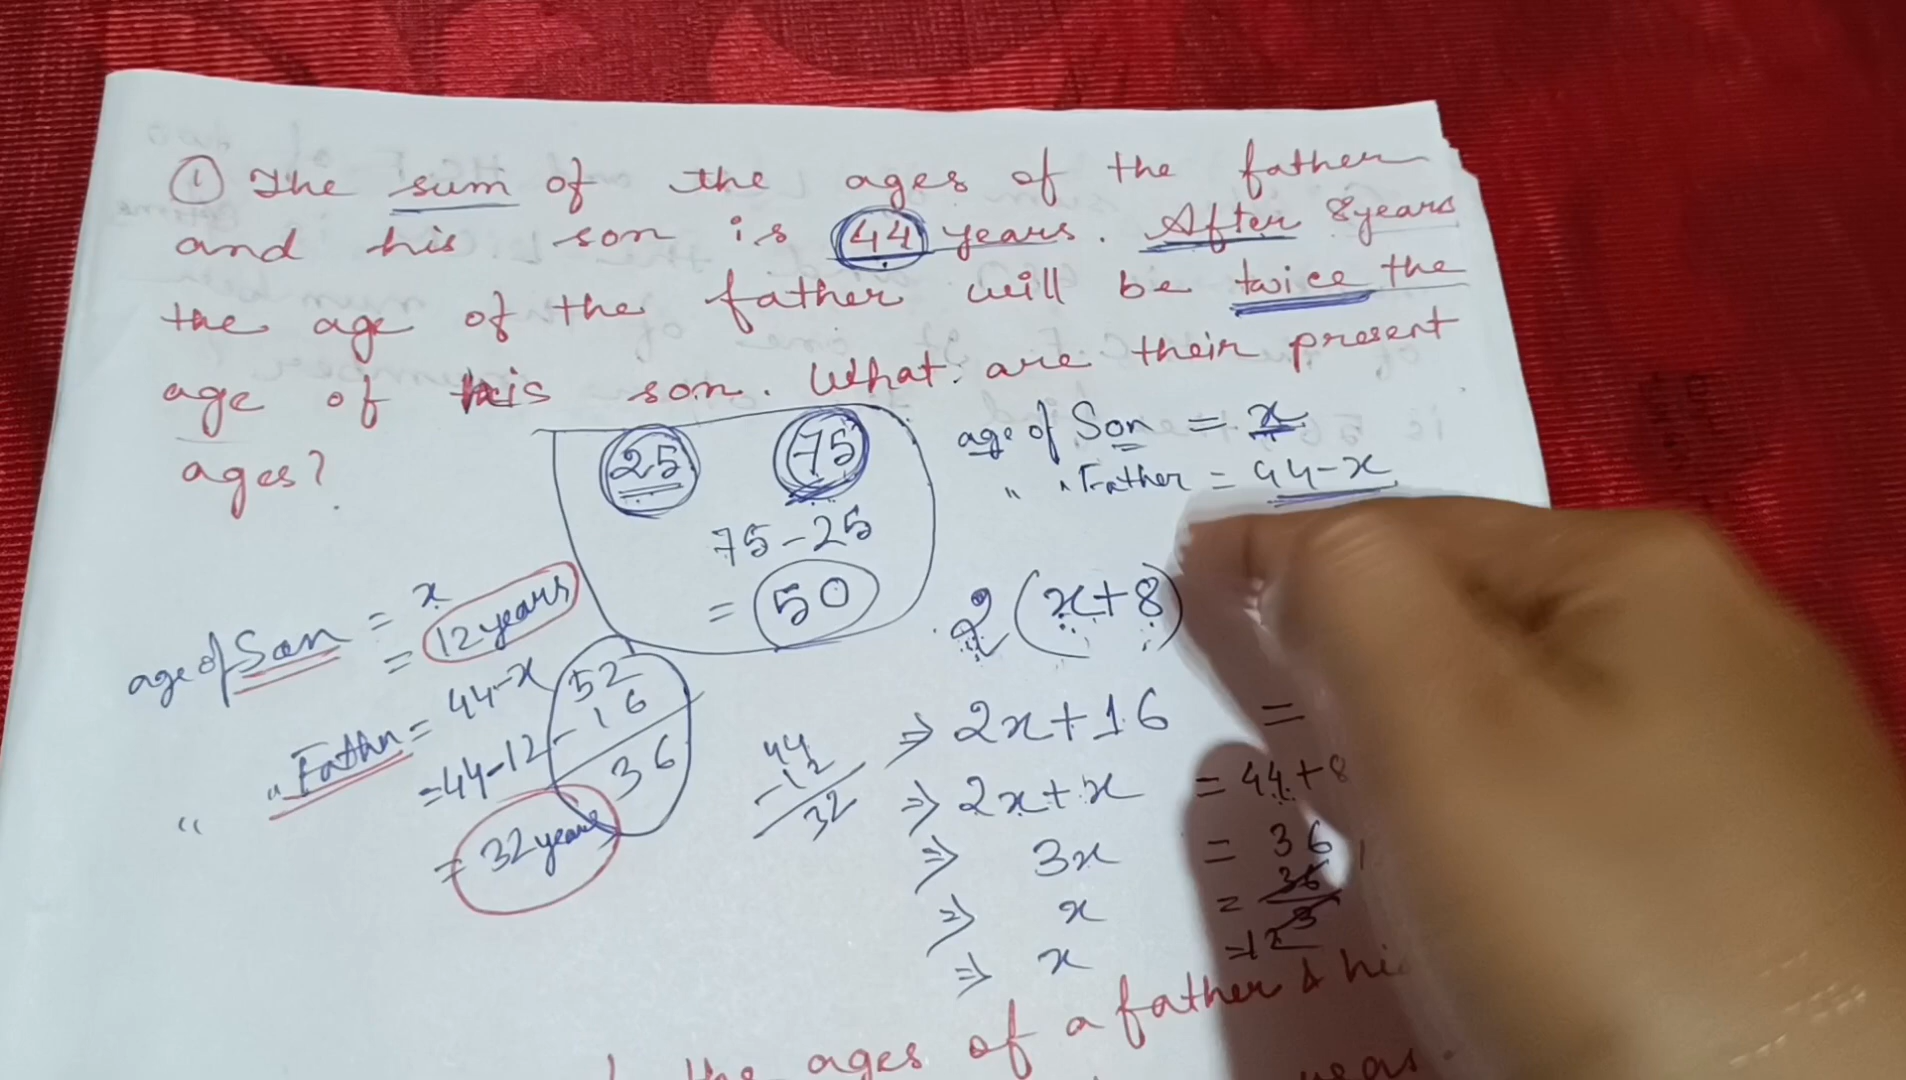 ① The sum of the ages of the father
and his son is 44 years. After 8 years
the age of the father will be twice the
age of his son. What are their present
ages?
25 75
75-25
= 50
age of Son = x
" " Father = 44-x
2(x+8)
⇒ 2x+16 =
⇒ 2x+x = 44+8
⇒ 3x = 36
⇒ x = 36/3
⇒ x = 12
age of Son = x
= 12 years
" Father = 44-x
= 44-12
= 32 years
52
-16
36
44
-12
32
the ages of a father & hi